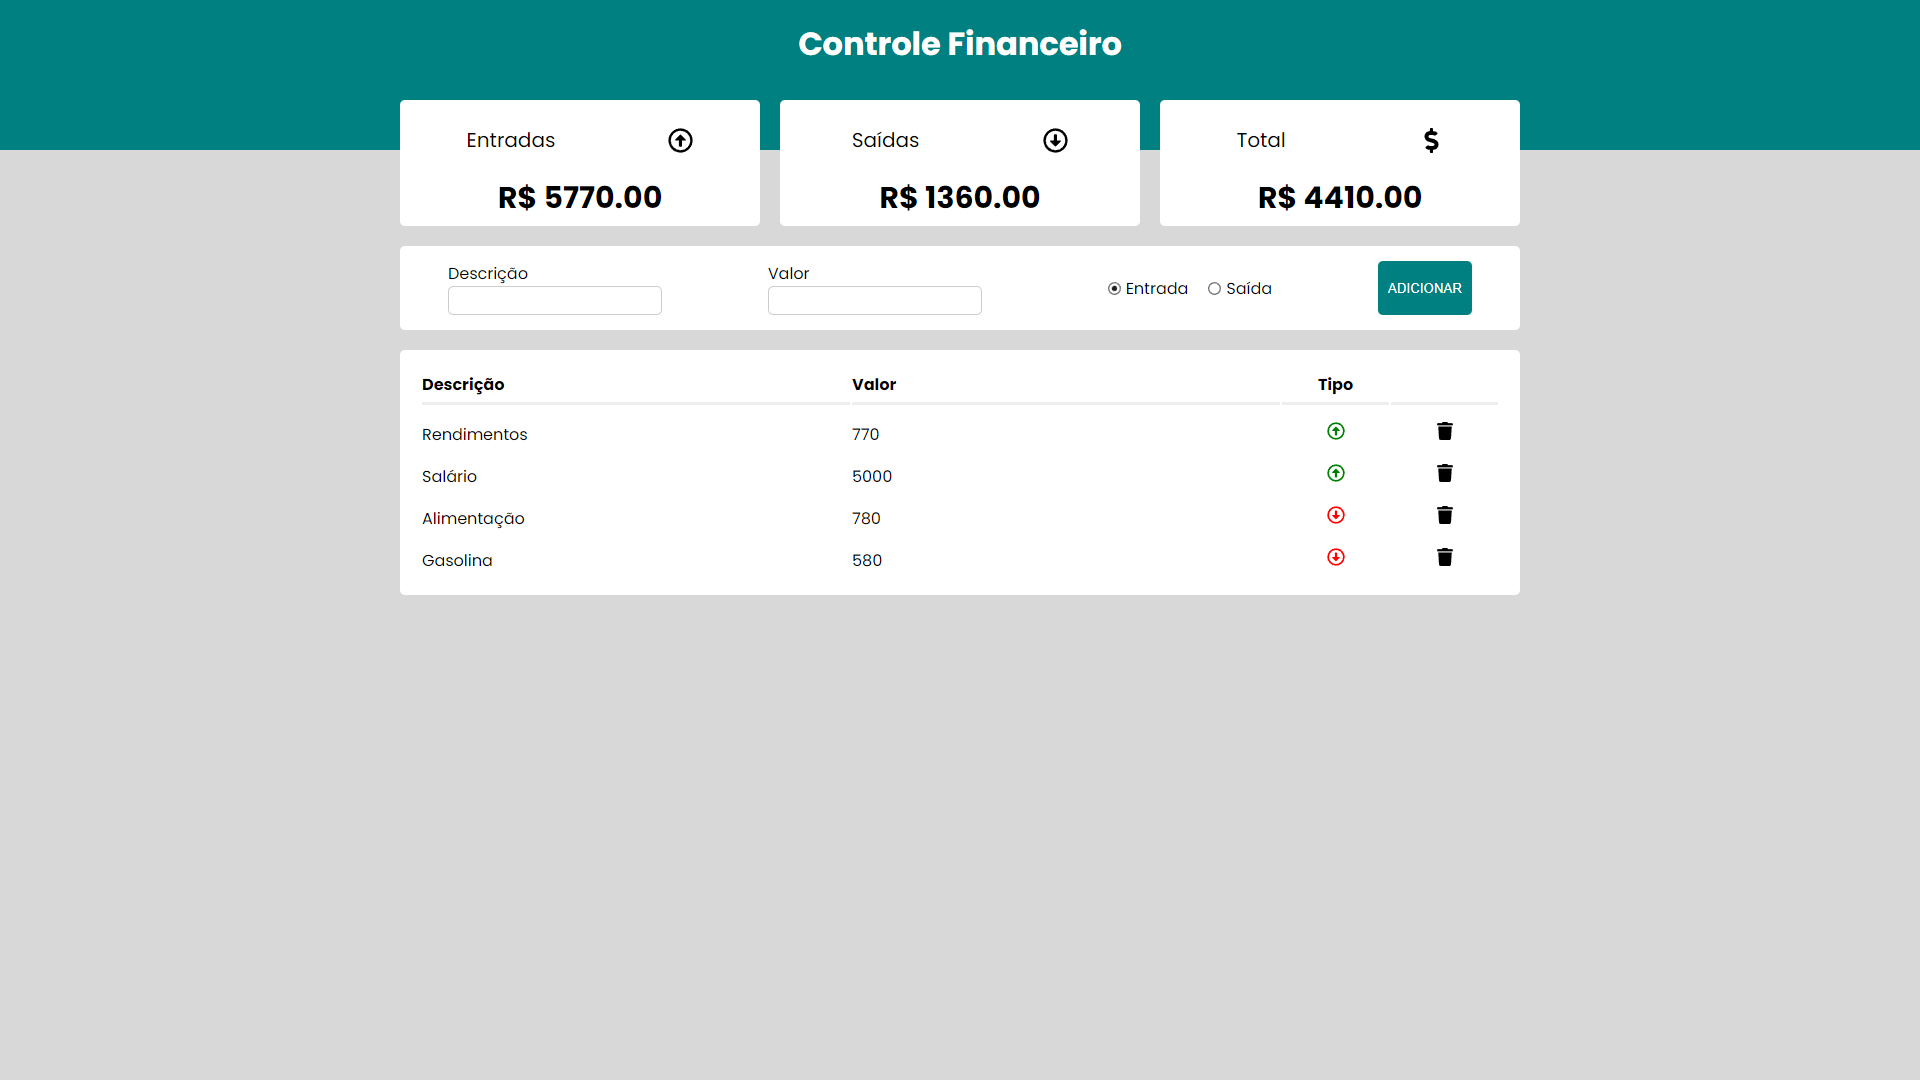 Controle Financeiro
Entradas
R$ 5770.00
Saídas
R$ 1360.00
Total
R$ 4410.00
Descrição
Valor
Entrada Saída
ADICIONAR
Descrição Valor Tipo
Rendimentos 770
Salário 5000
Alimentação 780
Gasolina 580